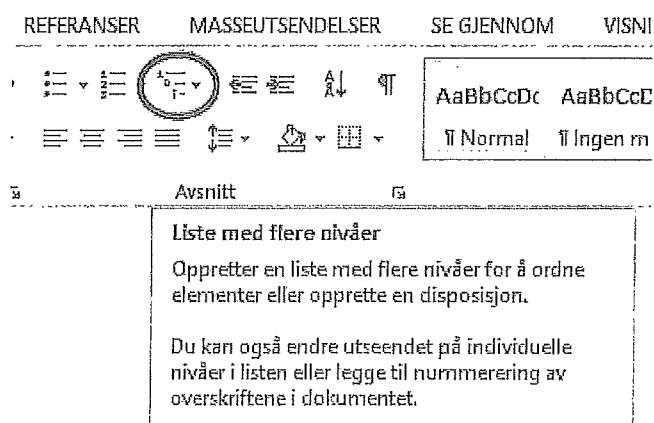 REFERANSER MASSEUTSENDELSER SE GJENNOM VISNI
AaBbCcDc AaBbCcD
¶ Normal ¶ Ingen m
Avsnitt
Liste med flere nivåer
Oppretter en liste med flere nivåer for å ordne
elementer eller opprette en disposisjon.
Du kan også endre utseendet på individuelle
nivåer i listen eller legge til nummerering av
overskriftene i dokumentet.